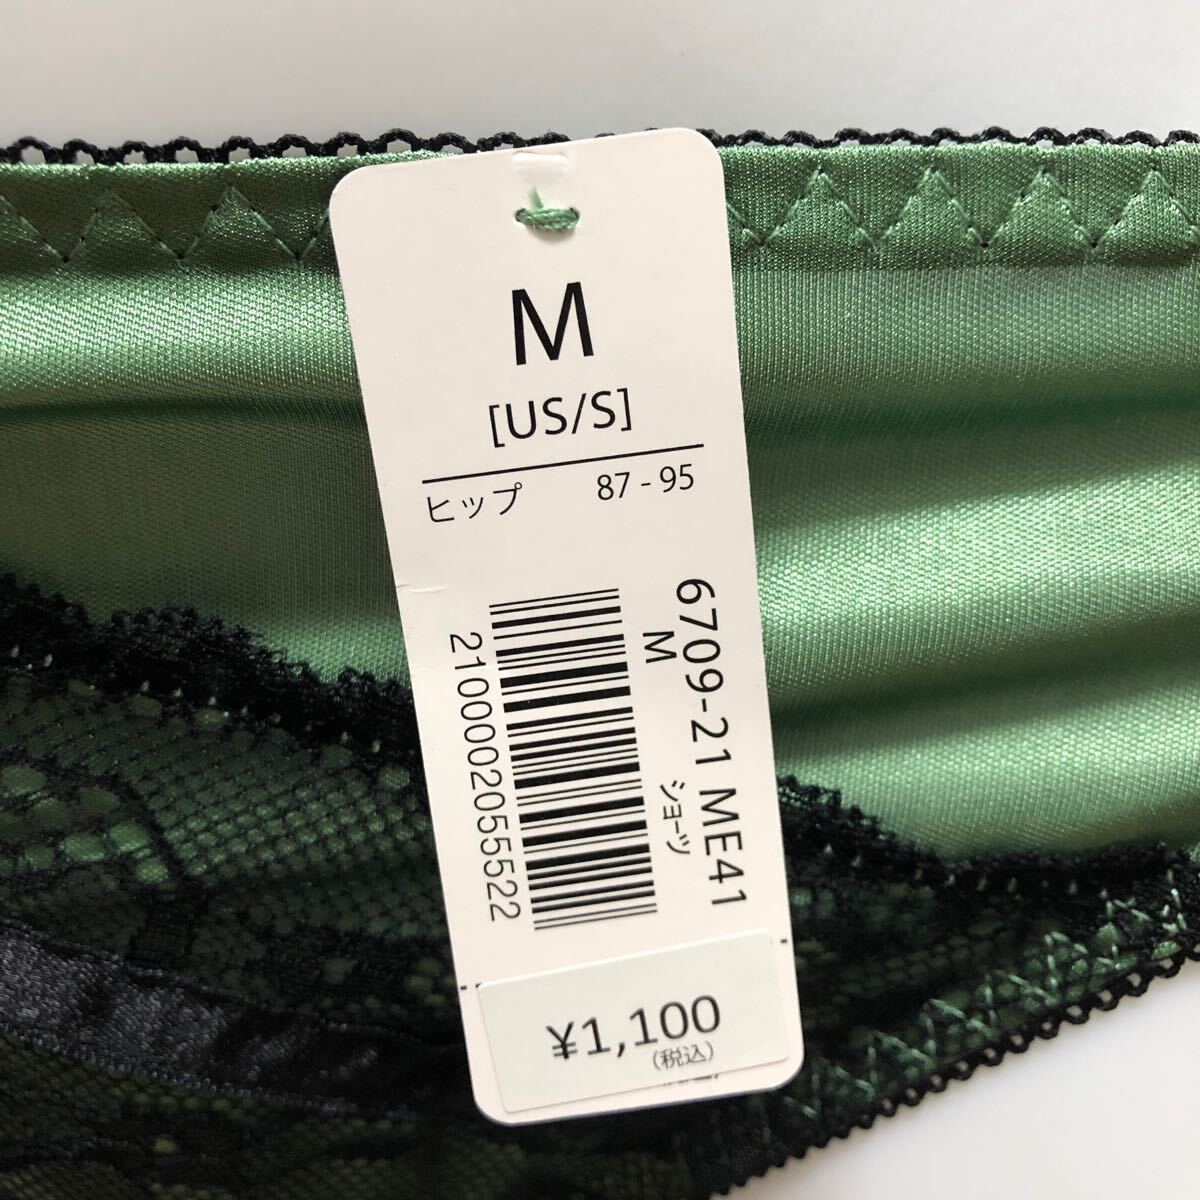 M
[US/S]
ヒップ 87 - 95
6709-21 ME41
M ショーツ
2100002055522
¥1,100
(税込)